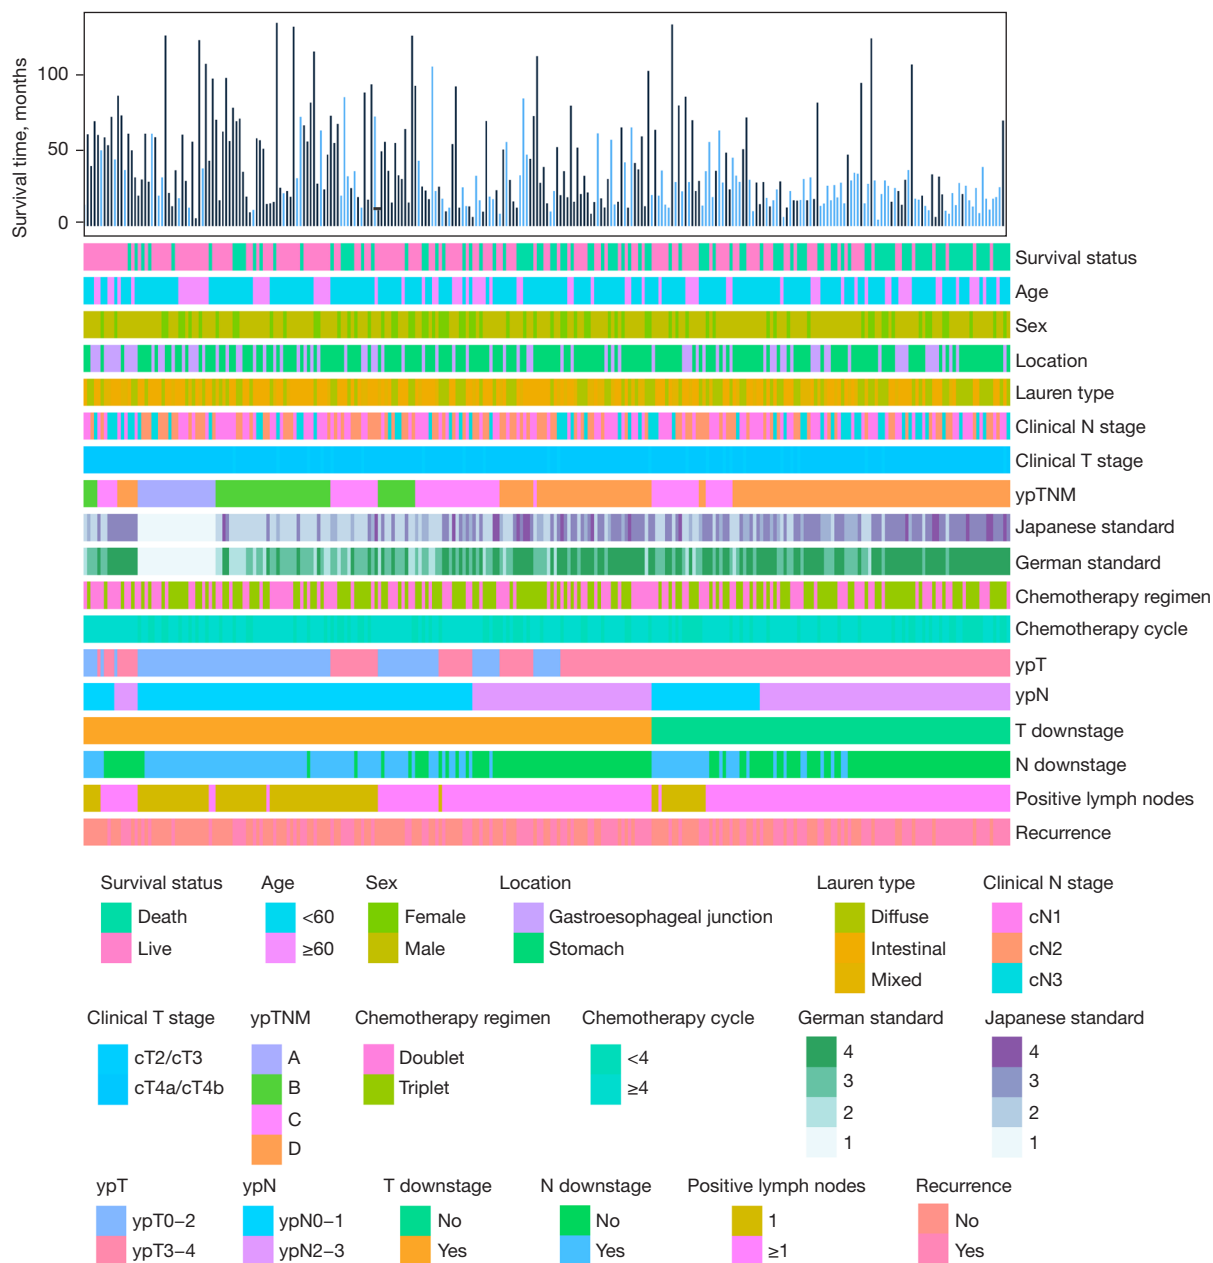 Survival time, months
100
50
0
Survival status
Age
Sex
Location
Lauren type
Clinical N stage
Clinical T stage
ypTNM
Japanese standard
German standard
Chemotherapy regimen
Chemotherapy cycle
ypT
ypN
T downstage
N downstage
Positive lymph nodes
Recurrence
Survival status
Death
Live
Age
<60
≥60
Sex
Female
Male
Location
Gastroesophageal junction
Stomach
Lauren type
Diffuse
Intestinal
Mixed
Clinical N stage
cN1
cN2
cN3
Clinical T stage
cT2/cT3
cT4a/cT4b
ypTNM
A
B
C
D
Chemotherapy regimen
Doublet
Triplet
Chemotherapy cycle
<4
≥4
German standard
4
3
2
1
Japanese standard
4
3
2
1
ypT
ypT0–2
ypT3–4
ypN
ypN0–1
ypN2–3
T downstage
No
Yes
N downstage
No
Yes
Positive lymph nodes
1
≥1
Recurrence
No
Yes